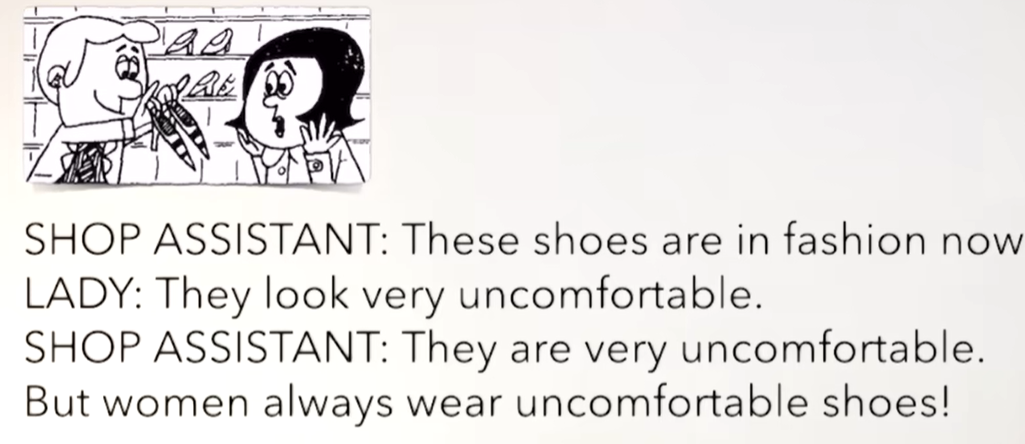 SHOP ASSISTANT: These shoes are in fashion now
LADY: They look very uncomfortable.
SHOP ASSISTANT: They are very uncomfortable.
But women always wear uncomfortable shoes!